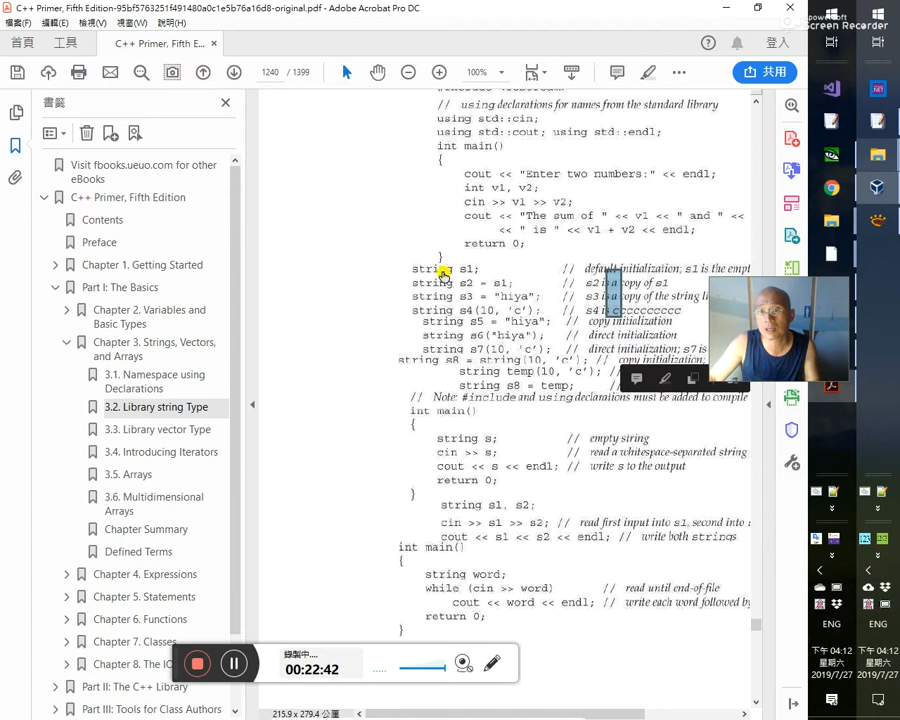 C++ Primer, Fifth Edition-95bf5763251f491840a0c1e5b76a16d8-original.pdf - Adobe Acrobat Pro DC
檔案(F) 編輯(E) 檢視(V) 視窗(W) 說明(H)
首頁 工具 C++ Primer, Fifth E... × 登入
1240 / 1399 100% 共用
書籤
Visit fbooks.ueuo.com for other
eBooks
C++ Primer, Fifth Edition
Contents
Preface
Chapter 1. Getting Started
Part I: The Basics
Chapter 2. Variables and
Basic Types
Chapter 3. Strings, Vectors,
and Arrays
3.1. Namespace using
Declarations
3.2. Library string Type
3.3. Library vector Type
3.4. Introducing Iterators
3.5. Arrays
3.6. Multidimensional
Arrays
Chapter Summary
Defined Terms
Chapter 4. Expressions
Chapter 5. Statements
Chapter 6. Functions
Chapter 7. Classes
Chapter 8. The IO
Part II: The C++ Library
Part III: Tools for Class Authors
// using declarations for names from the standard library
using std::cin;
using std::cout; using std::endl;
int main()
{
cout << "Enter two numbers:" << endl;
int v1, v2;
cin >> v1 >> v2;
cout << "The sum of " << v1 << " and " <<
<< " is " << v1 + v2 << endl;
return 0;
}
string s1; // default initialization; s1 is the empt
string s2 = s1; // s2 is a copy of s1
string s3 = "hiya"; // s3 is a copy of the string li
string s4(10, 'c'); // s4 is cccccccccc
string s5 = "hiya"; // copy initialization
string s6("hiya"); // direct initialization
string s7(10, 'c'); // direct initialization; s7 is
string s8 = string(10, 'c'); // copy initialization;
string temp(10, 'c'); //
string s8 = temp; //
// Note: #include and using declarations must be added to compile
int main()
{
string s; // empty string
cin >> s; // read a whitespace-separated string
cout << s << endl; // write s to the output
return 0;
}
string s1, s2;
cin >> s1 >> s2; // read first input into s1, second into
cout << s1 << s2 << endl; // write both strings
int main()
{
string word;
while (cin >> word) // read until end-of-file
cout << word << endl; // write each word followed by
return 0;
}
錄製中....
00:22:42
215.9 x 279.4 公釐
Screen Recorder
ENG ENG
下午 04:12 下午 04:12
星期六 星期六
2019/7/27 2019/7/27